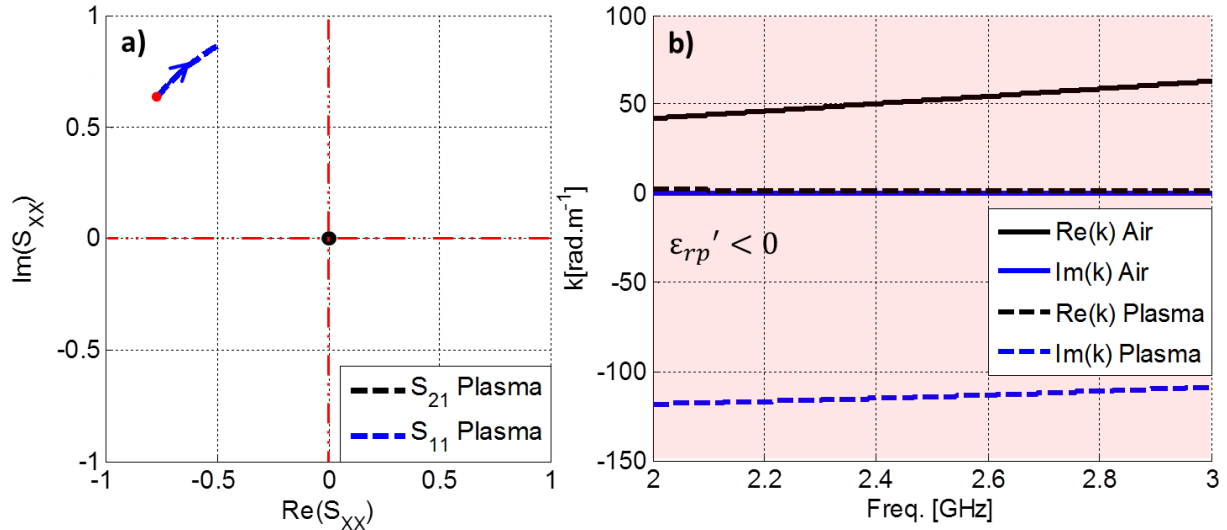 a)
1
0.5
0
-0.5
-1
Im(S_XX)
-1
-0.5
0
0.5
1
Re(S_XX)
S_21 Plasma
S_11 Plasma
b)
100
50
0
-50
-100
-150
k[rad.m^-1]
ε_rp′ < 0
Re(k) Air
Im(k) Air
Re(k) Plasma
Im(k) Plasma
2
2.2
2.4
2.6
2.8
3
Freq. [GHz]